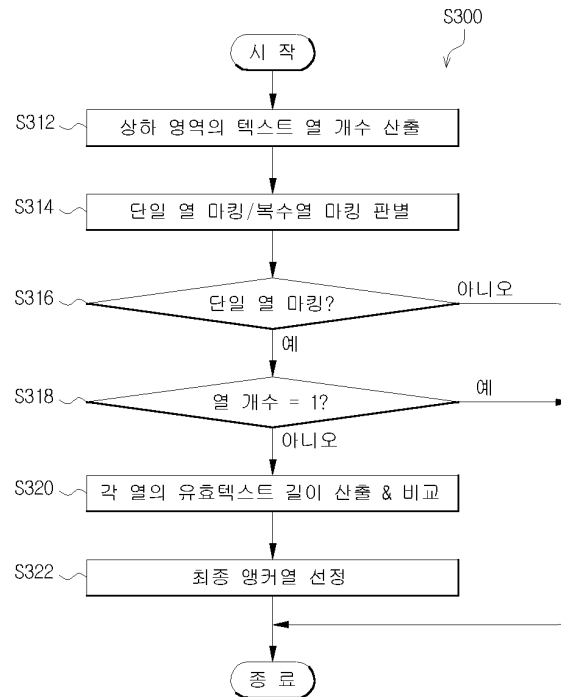 S300
시 작
S312
상하 영역의 텍스트 열 개수 산출
S314
단일 열 마킹/복수열 마킹 판별
S316
단일 열 마킹?
아니오
예
S318
열 개수 = 1?
예
아니오
S320
각 열의 유효텍스트 길이 산출 & 비교
S322
최종 앵커열 선정
종 료